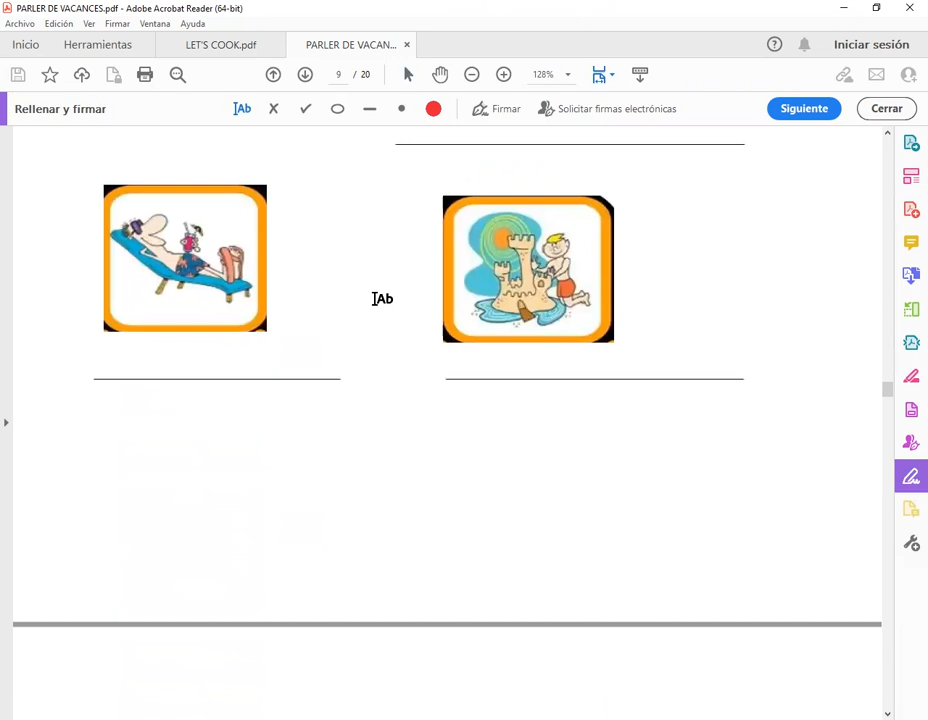 PARLER DE VACANCES.pdf - Adobe Acrobat Reader (64-bit)
Archivo Edición Ver Firmar Ventana Ayuda
Inicio Herramientas LET'S COOK.pdf PARLER DE VACAN... × Iniciar sesión
9 / 20 128%
Rellenar y firmar Ab Firmar Solicitar firmas electrónicas Siguiente Cerrar
Ab